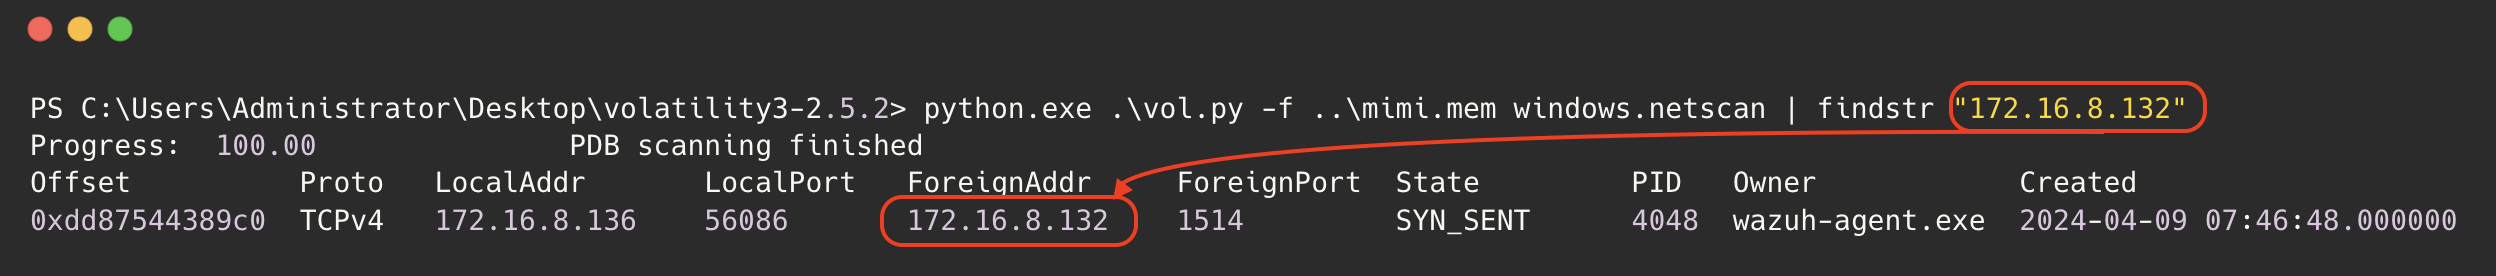 PS C:\Users\Administrator\Desktop\volatility3-2.5.2> python.exe .\vol.py -f ..\mimi.mem windows.netscan | findstr "172.16.8.132"
Progress:  100.00               PDB scanning finished
Offset          Proto   LocalAddr       LocalPort   ForeignAddr     ForeignPort  State         PID   Owner            Created
0xdd87544389c0  TCPv4   172.16.8.136    56086       172.16.8.132    1514         SYN_SENT      4048  wazuh-agent.exe  2024-04-09 07:46:48.000000